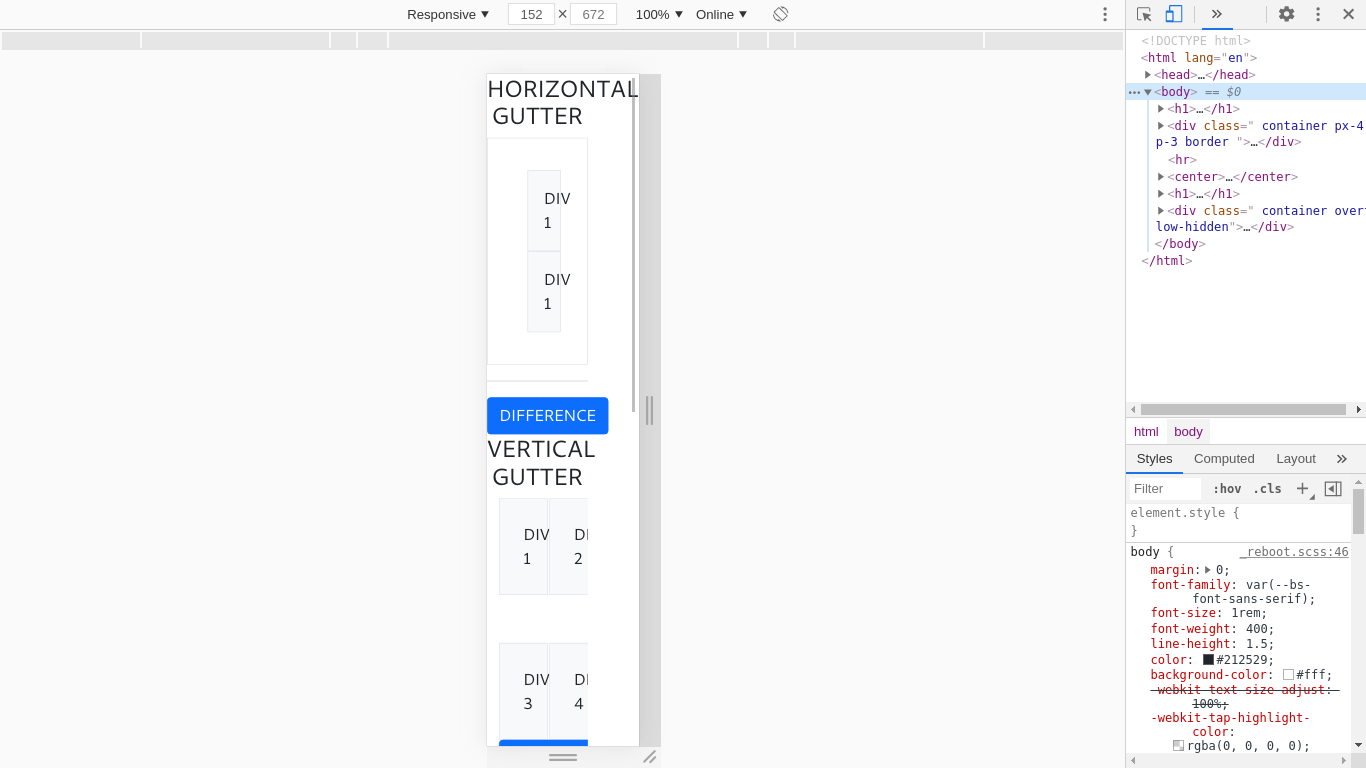 Responsive ▼ 152 × 672 100% ▼ Online ▼
HORIZONTAL
GUTTER
DIV
1
DIV
1
DIFFERENCE
VERTICAL
GUTTER
DIV DI
1 2
DIV DI
3 4
<!DOCTYPE html>
<html lang="en">
▶<head>…</head>
…▼<body> == $0
▶<h1>…</h1>
▶<div class=" container px-4
p-3 border ">…</div>
<hr>
▶<center>…</center>
▶<h1>…</h1>
▶<div class=" container over
low-hidden">…</div>
</body>
</html>
html body
Styles Computed Layout »
Filter :hov .cls +
element.style {
}
body { _reboot.scss:46
margin:▶ 0;
font-family: var(--bs-
font-sans-serif);
font-size: 1rem;
font-weight: 400;
line-height: 1.5;
color: #212529;
background-color: #fff;
-webkit-text-size-adjust:
100%;
-webkit-tap-highlight-
color:
rgba(0, 0, 0, 0);